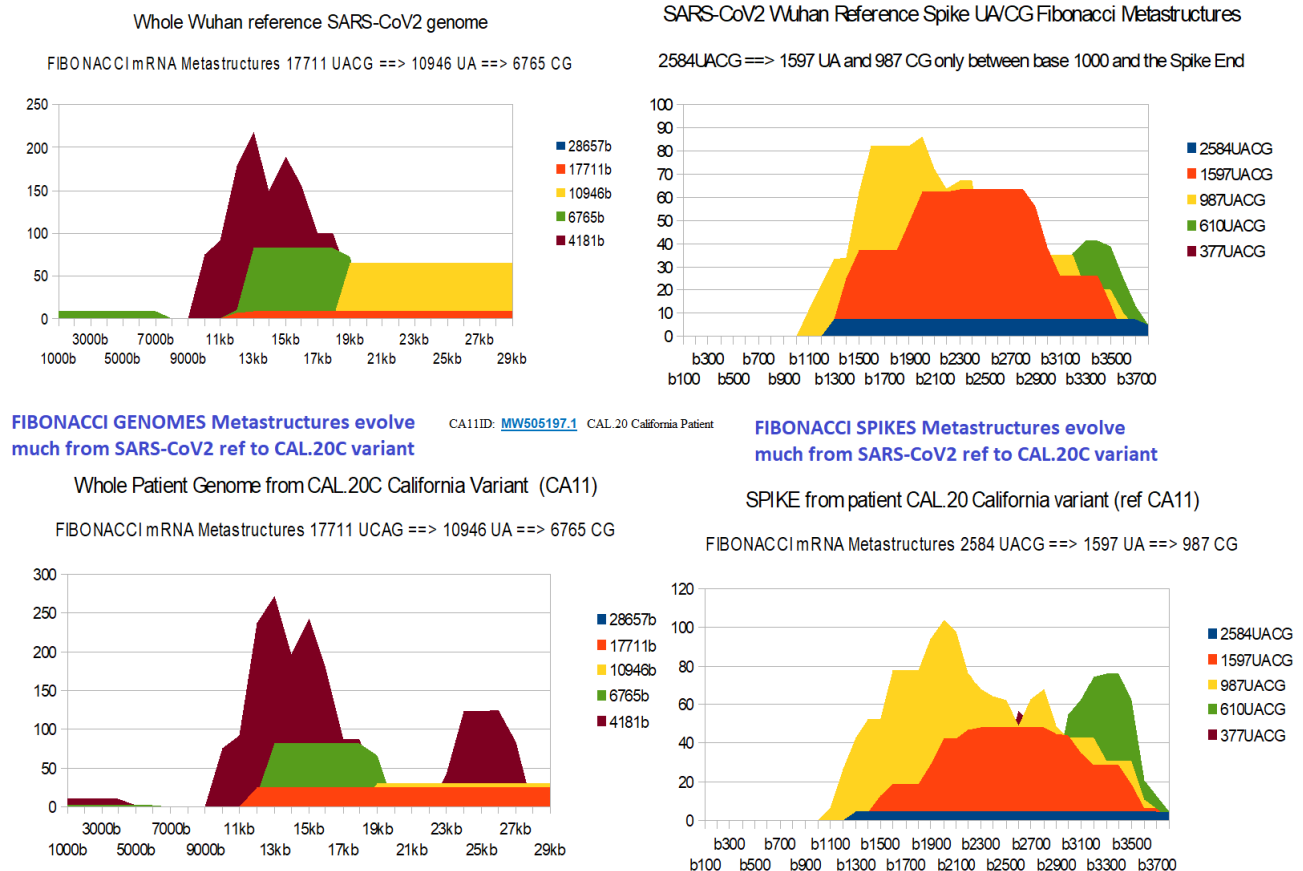 Whole Wuhan reference SARS-CoV2 genome
FIBONACCI mRNA Metastructures 17711 UACG ==> 10946 UA ==> 6765 CG
250
200
150
100
50
0
3000b 7000b 11kb 15kb 19kb 23kb 27kb
1000b 5000b 9000b 13kb 17kb 21kb 25kb 29kb
28657b
17711b
10946b
6765b
4181b
SARS-CoV2 Wuhan Reference Spike UA/CG Fibonacci Metastructures
2584UACG ==> 1597 UA and 987 CG only between base 1000 and the Spike End
100
90
80
70
60
50
40
30
20
10
0
b300 b700 b1100 b1500 b1900 b2300 b2700 b3100 b3500
b100 b500 b900 b1300 b1700 b2100 b2500 b2900 b3300 b3700
2584UACG
1597UACG
987UACG
610UACG
377UACG
FIBONACCI GENOMES Metastructures evolve
much from SARS-CoV2 ref to CAL.20C variant
CA11ID: MW505197.1 CAL.20 California Patient
FIBONACCI SPIKES Metastructures evolve
much from SARS-CoV2 ref to CAL.20C variant
Whole Patient Genome from CAL.20C California Variant (CA11)
FIBONACCI mRNA Metastructures 17711 UCAG ==> 10946 UA ==> 6765 CG
300
250
200
150
100
50
0
3000b 7000b 11kb 15kb 19kb 23kb 27kb
1000b 5000b 9000b 13kb 17kb 21kb 25kb 29kb
28657b
17711b
10946b
6765b
4181b
SPIKE from patient CAL.20 California variant (ref CA11)
FIBONACCI mRNA Metastructures 2584 UACG ==> 1597 UA ==> 987 CG
120
100
80
60
40
20
0
b300 b700 b1100 b1500 b1900 b2300 b2700 b3100 b3500
b100 b500 b900 b1300 b1700 b2100 b2500 b2900 b3300 b3700
2584UACG
1597UACG
987UACG
610UACG
377UACG